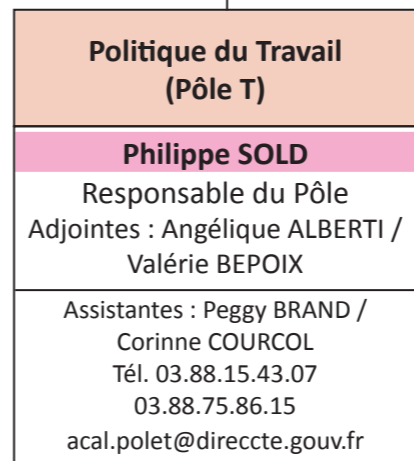 Politique du Travail
(Pôle T)
Philippe SOLD
Responsable du Pôle
Adjointes : Angélique ALBERTI /
Valérie BEPOIX
Assistantes : Peggy BRAND /
Corinne COURCOL
Tél. 03.88.15.43.07
03.88.75.86.15
acal.polet@direccte.gouv.fr